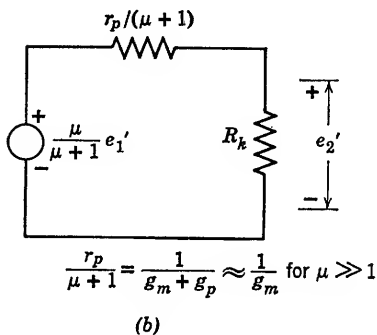 r_p/(μ + 1)
+
μ/(μ + 1) e_1'
−
R_k
+
e_2'
−
r_p/(μ + 1) = 1/(g_m + g_p) ≈ 1/g_m for μ ≫ 1
(b)